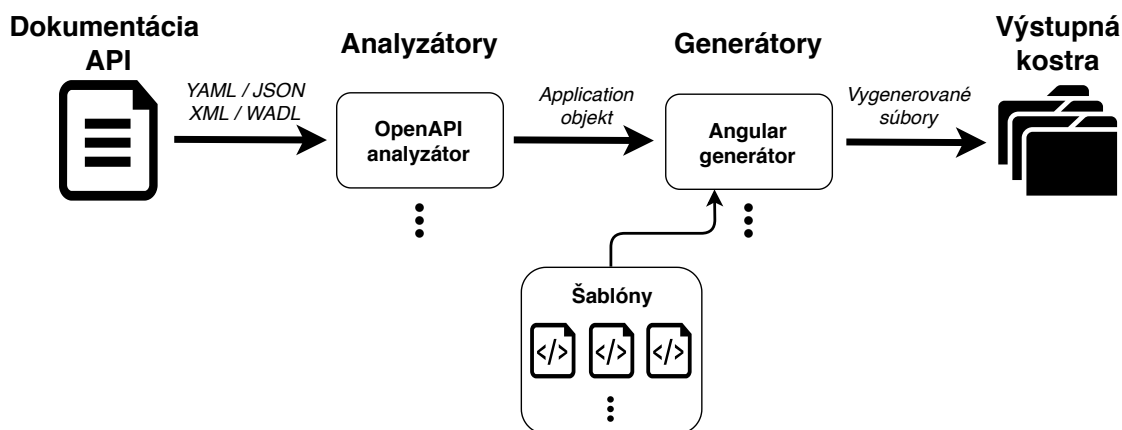 Dokumentácia
API
Analyzátory
Generátory
Výstupná
kostra
YAML / JSON
XML / WADL
OpenAPI
analyzátor
Application
objekt
Angular
generátor
Vygenerované
súbory
Šablóny
</>
</>
</>